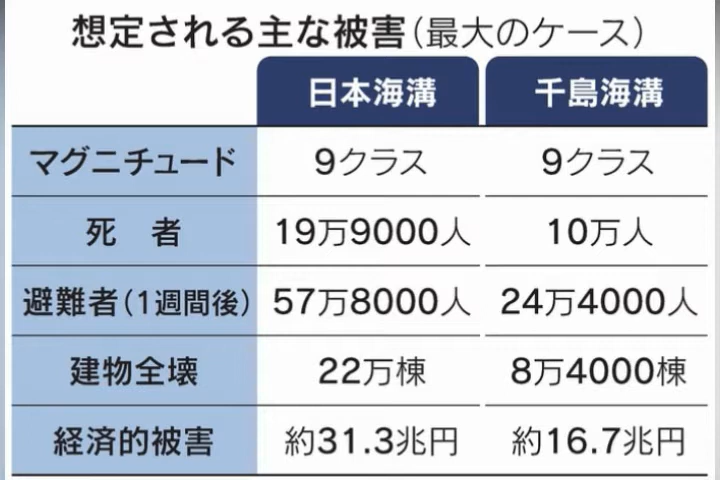 想定される主な被害(最大のケース)
日本海溝 千島海溝
マグニチュード 9クラス 9クラス
死 者 19万9000人 10万人
避難者(1週間後) 57万8000人 24万4000人
建物全壊 22万棟 8万4000棟
経済的被害 約31.3兆円 約16.7兆円